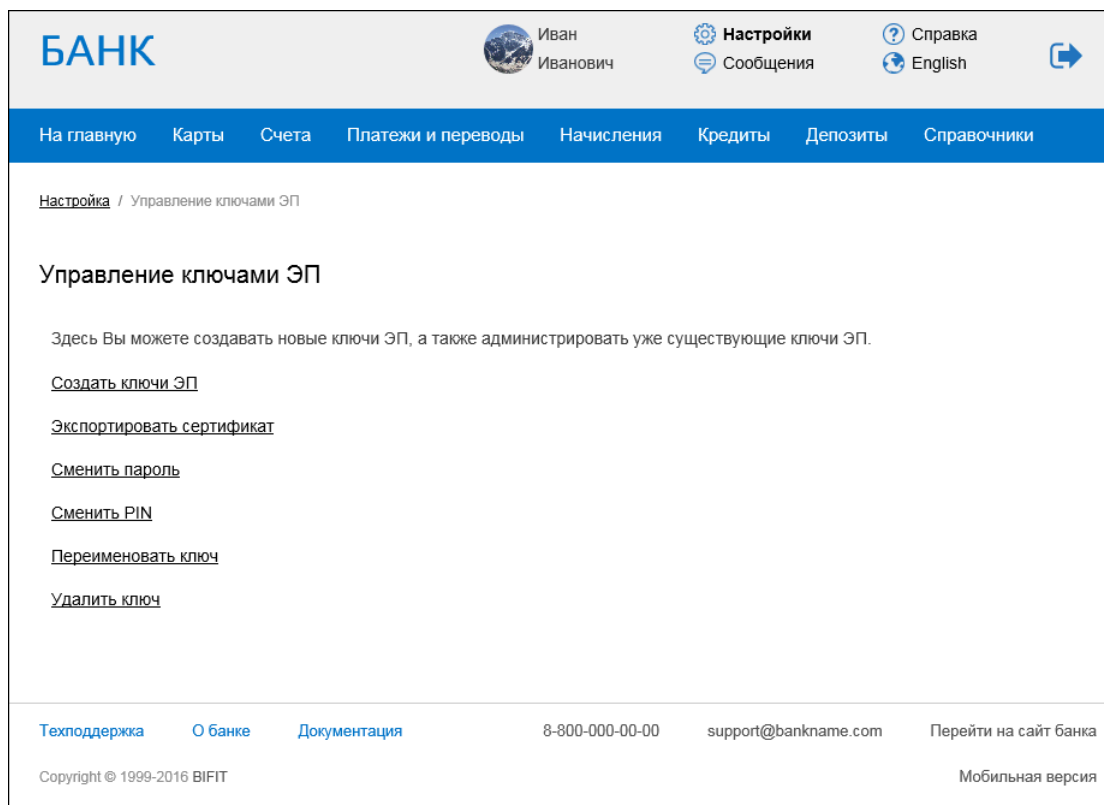 БАНК
Иван Иванович
Настройки
Сообщения
Справка
English
На главную Карты Счета Платежи и переводы Начисления Кредиты Депозиты Справочники
Настройка / Управление ключами ЭП
Управление ключами ЭП
Здесь Вы можете создавать новые ключи ЭП, а также администрировать уже существующие ключи ЭП.
Создать ключи ЭП
Экспортировать сертификат
Сменить пароль
Сменить PIN
Переименовать ключ
Удалить ключ
Техподдержка О банке Документация 8-800-000-00-00 support@bankname.com Перейти на сайт банка
Copyright © 1999-2016 BIFIT Мобильная версия